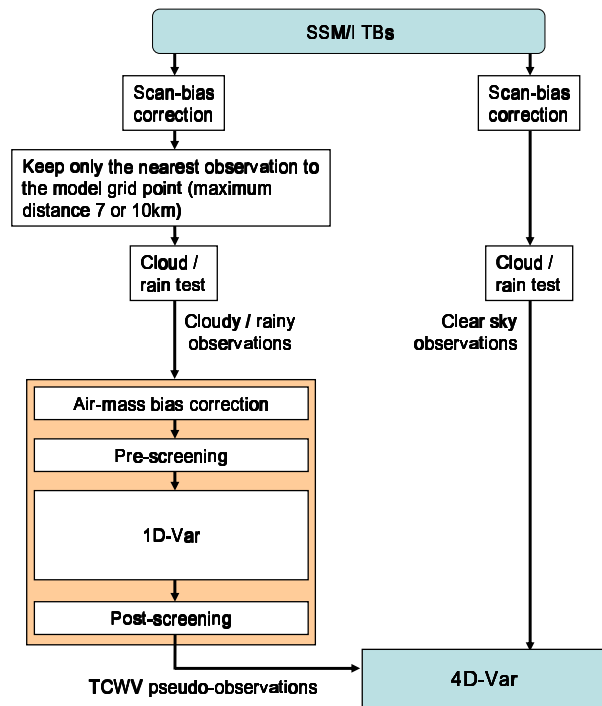 SSM/I TBs
Scan-bias
correction
Scan-bias
correction
Keep only the nearest observation to
the model grid point (maximum
distance 7 or 10km)
Cloud /
rain test
Cloud /
rain test
Cloudy / rainy
observations
Clear sky
observations
Air-mass bias correction
Pre-screening
1D-Var
Post-screening
TCWV pseudo-observations
4D-Var